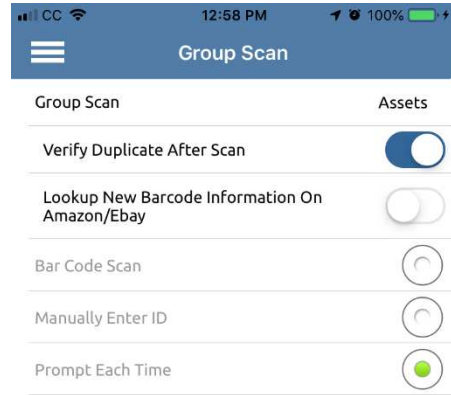 CC 12:58 PM 100%
Group Scan
Group Scan Assets
Verify Duplicate After Scan
Lookup New Barcode Information On
Amazon/Ebay
Bar Code Scan
Manually Enter ID
Prompt Each Time